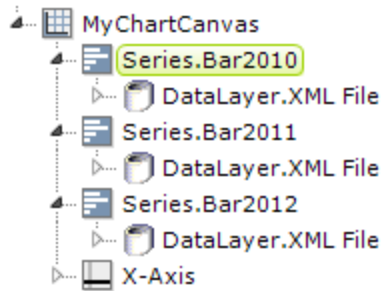 MyChartCanvas
Series.Bar2010
DataLayer.XML File
Series.Bar2011
DataLayer.XML File
Series.Bar2012
DataLayer.XML File
X-Axis